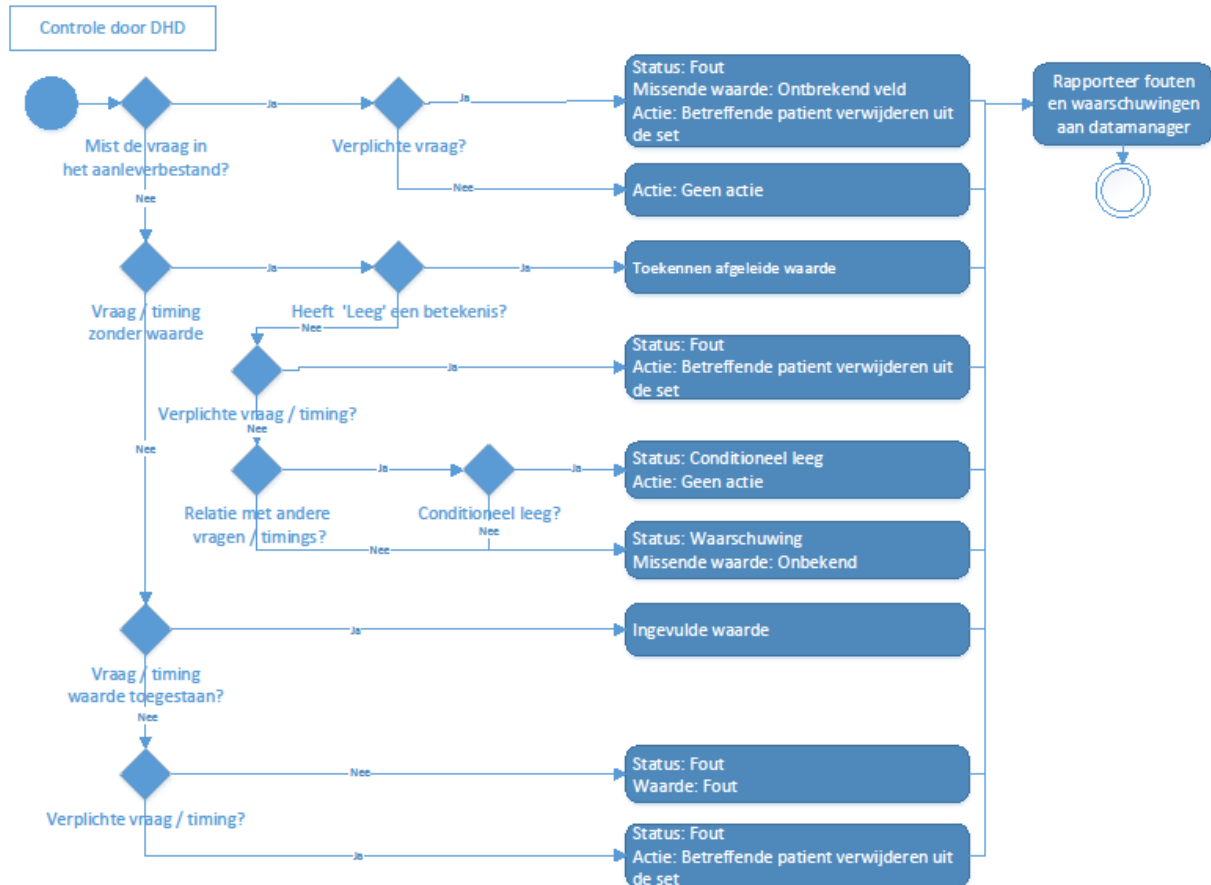 Controle door DHD
Mist de vraag in
het aanleverbestand?
Ja
Verplichte vraag?
Ja
Status: Fout
Missende waarde: Ontbrekend veld
Actie: Betreffende patient verwijderen uit
de set
Rapporteer fouten
en waarschuwingen
aan datamanager
Nee
Nee
Actie: Geen actie
Vraag / timing
zonder waarde
Ja
Heeft 'Leeg' een betekenis?
Ja
Toekennen afgeleide waarde
Nee
Verplichte vraag / timing?
Ja
Status: Fout
Actie: Betreffende patient verwijderen uit
de set
Nee
Nee
Relatie met andere
vragen / timings?
Ja
Conditioneel leeg?
Ja
Status: Conditioneel leeg
Actie: Geen actie
Nee
Nee
Status: Waarschuwing
Missende waarde: Onbekend
Vraag / timing
waarde toegestaan?
Ja
Ingevulde waarde
Nee
Verplichte vraag / timing?
Nee
Status: Fout
Waarde: Fout
Ja
Status: Fout
Actie: Betreffende patient verwijderen uit
de set